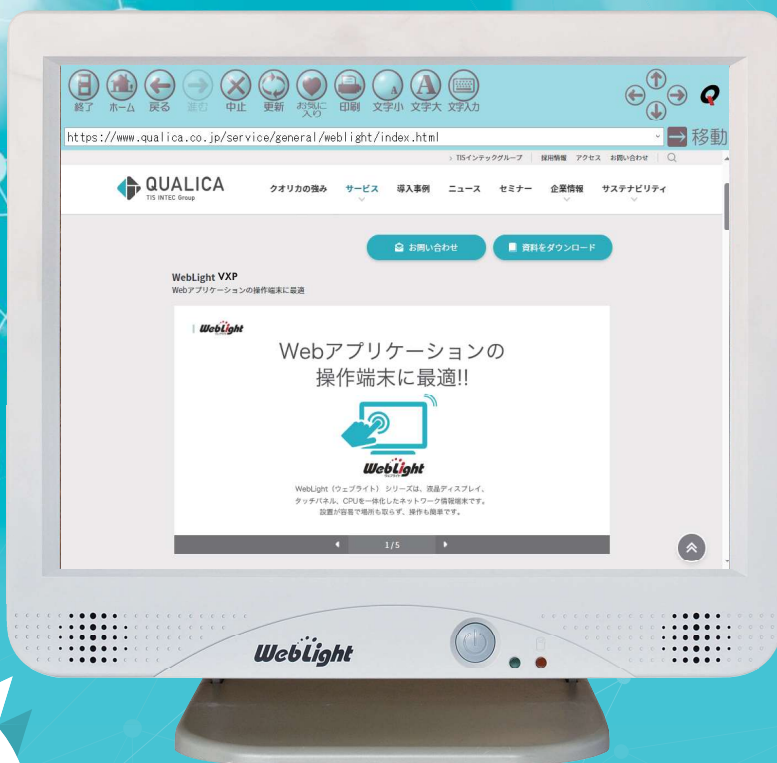 終了 ホーム 戻る 進む 中止 更新 お気に入り 印刷 文字小 文字大 文字入力
https://www.qualica.co.jp/service/general/weblight/index.html
移動
TISインテックグループ 採用情報 アクセス お問い合わせ
QUALICA
TIS INTEC Group
クオリカの強み サービス 導入事例 ニュース セミナー 企業情報 サステナビリティ
お問い合わせ 資料をダウンロード
WebLight VXP
Webアプリケーションの操作端末に最適
WebLight
Webアプリケーションの
操作端末に最適!!
WebLight
WebLight（ウェブライト）シリーズは、液晶ディスプレイ、
タッチパネル、CPUを一体化したネットワーク情報端末です。
設置が容易で場所も取らず、操作も簡単です。
1/5
WebLight